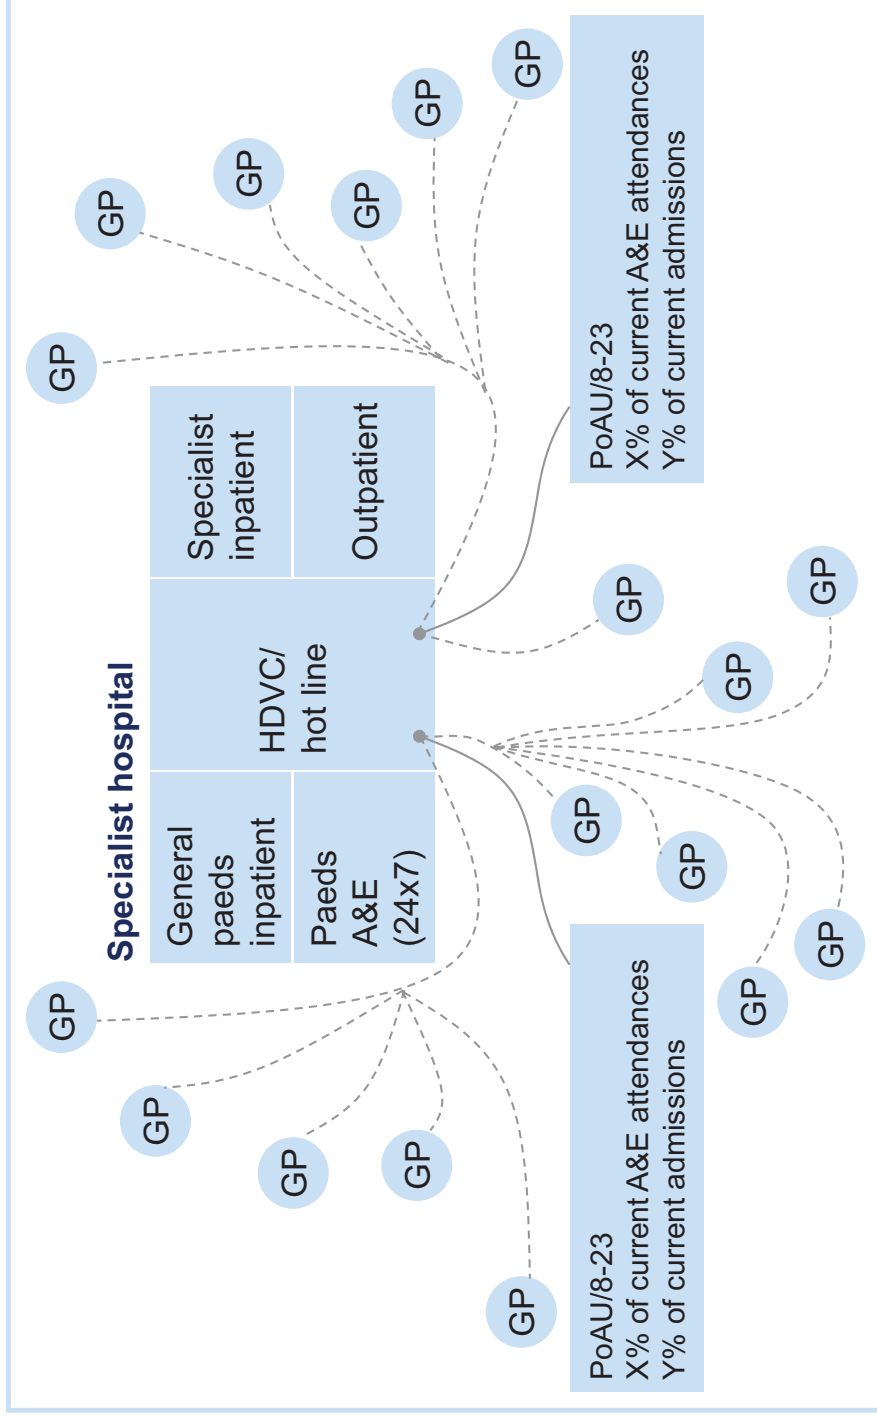 GP
GP
GP
Specialist hospital
GP
General
paeds
inpatient
HDVC/
hot line
Specialist
inpatient
GP
GP
Paeds
A&E
(24x7)
Outpatient
GP
GP
GP
GP
GP
PoAU/8-23
X% of current A&E attendances
Y% of current admissions
GP
GP
GP
GP
GP
GP
GP
PoAU/8-23
X% of current A&E attendances
Y% of current admissions